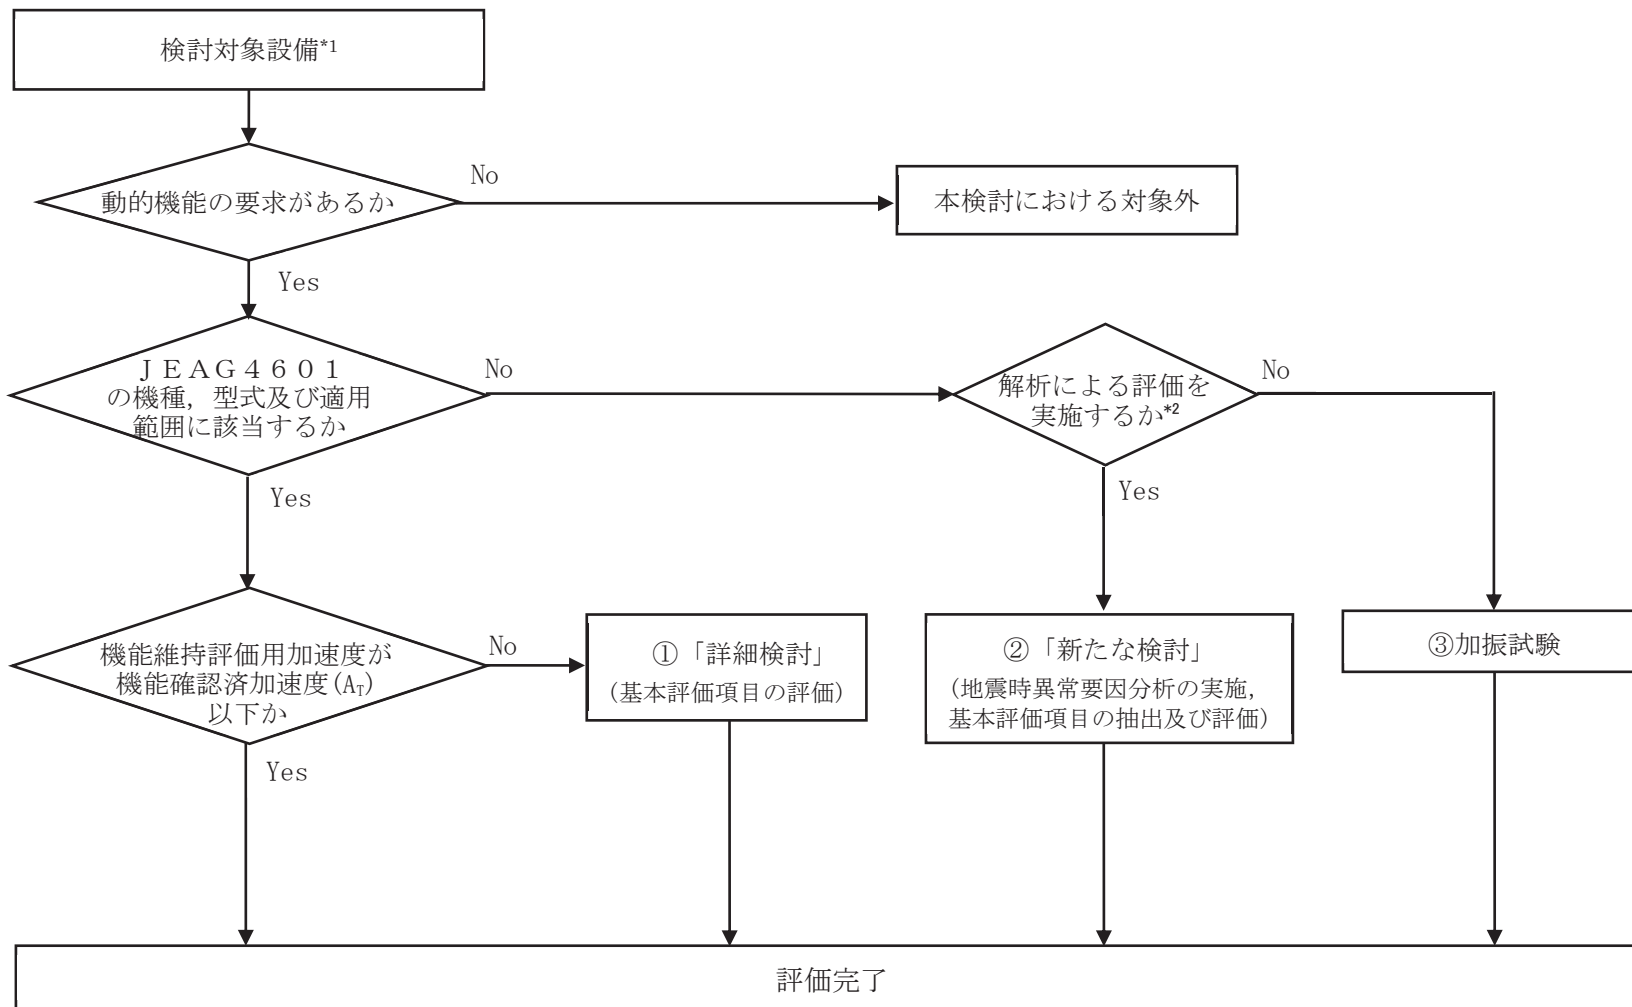 検討対象設備*1
No
動的機能の要求があるか
本検討における対象外
Yes
JEAG4601
の機種，型式及び適用
範囲に該当するか
No
解析による評価を
実施するか*2
No
Yes
Yes
機能維持評価用加速度が
機能確認済加速度(AT)
以下か
No
①「詳細検討」
(基本評価項目の評価)
②「新たな検討」
(地震時異常要因分析の実施，
基本評価項目の抽出及び評価)
③加振試験
Yes
評価完了